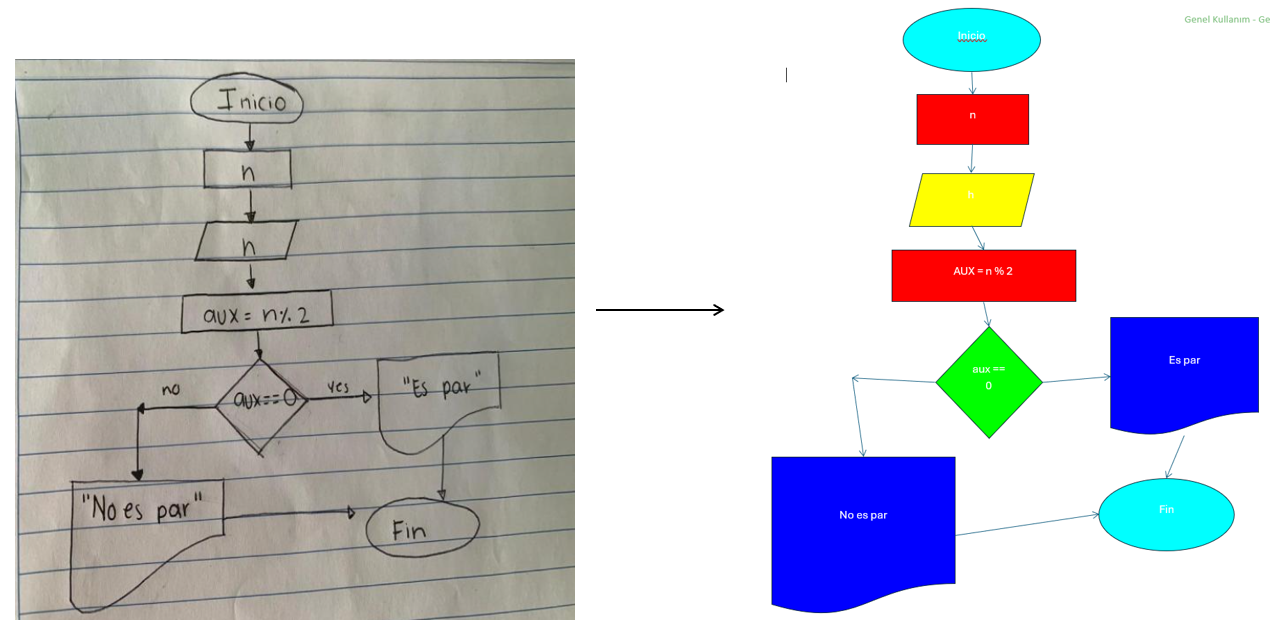 Inicio
n
n
aux = n % 2
aux==0
no
yes
"Es par"
"No es par"
Fin
Genel Kullanım - Ge
Inicio
n
n
AUX = n % 2
aux ==
0
Es par
No es par
Fin